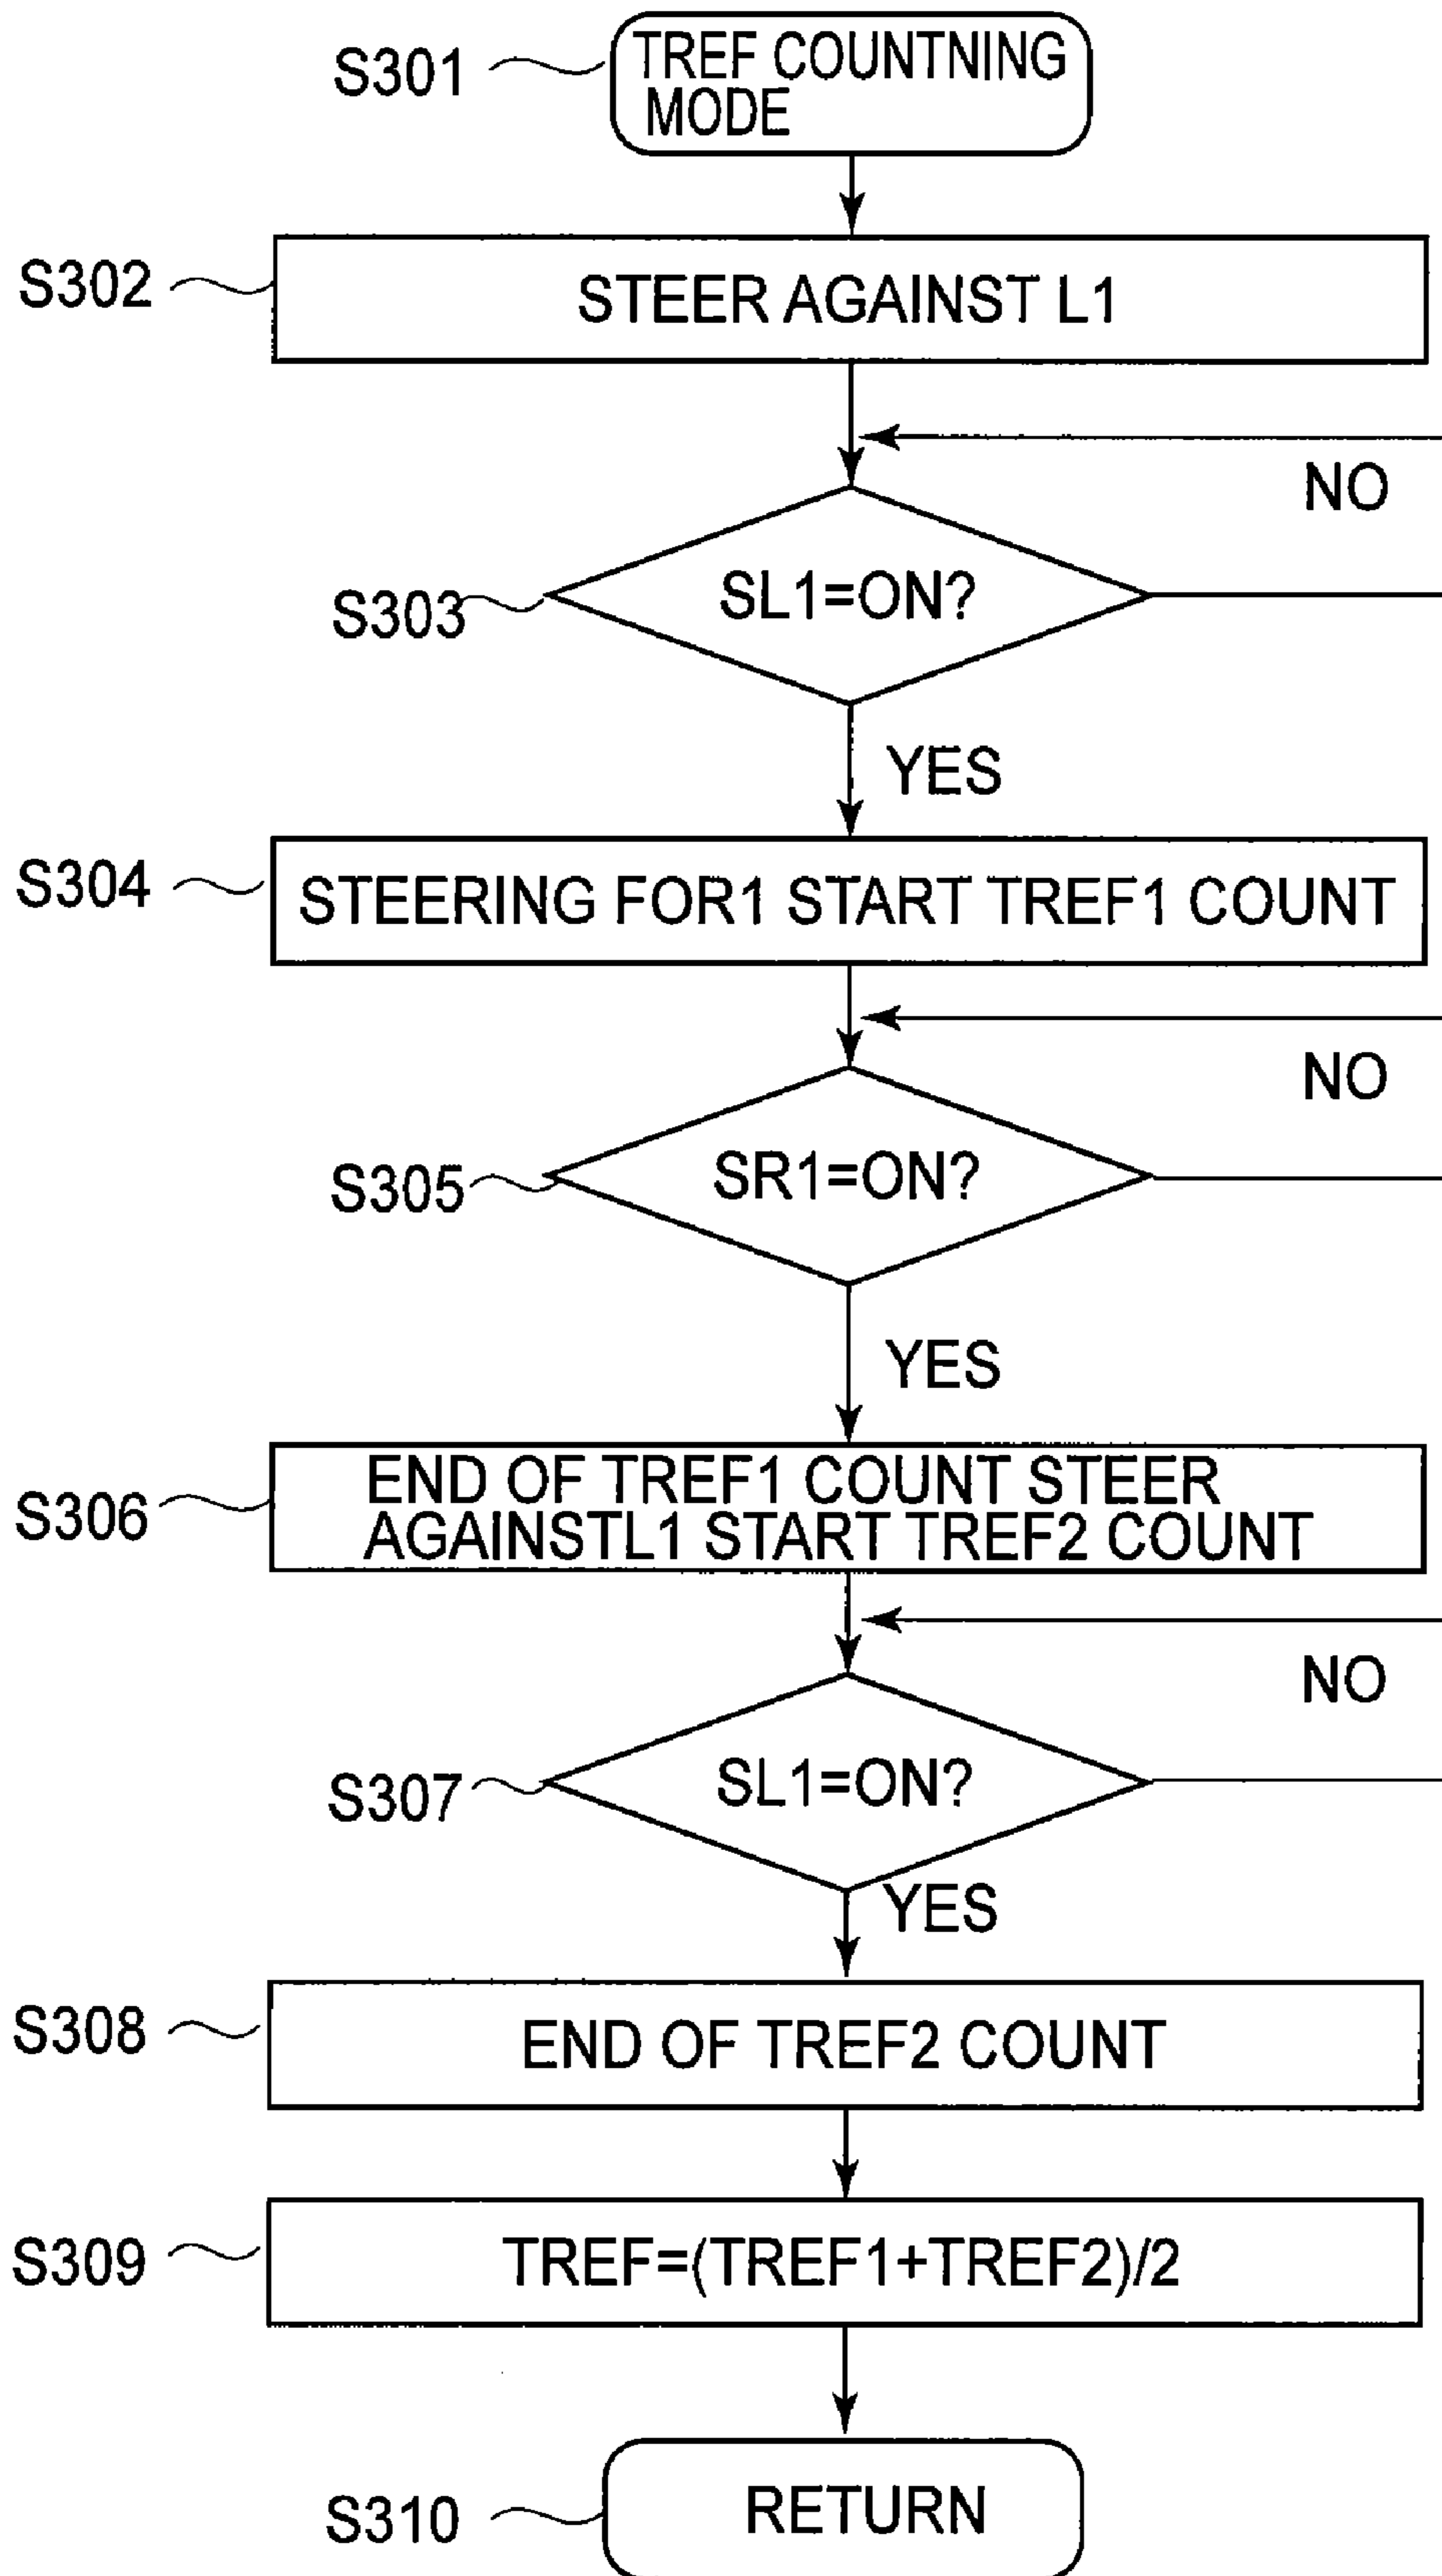 S301
TREF COUNTNING
MODE
S302
STEER AGAINST L1
NO
S303
SL1=ON?
YES
S304
STEERING FOR1 START TREF1 COUNT
NO
S305
SR1=ON?
YES
S306
END OF TREF1 COUNT STEER
AGAINSTL1 START TREF2 COUNT
NO
S307
SL1=ON?
YES
S308
END OF TREF2 COUNT
S309
TREF=(TREF1+TREF2)/2
S310
RETURN